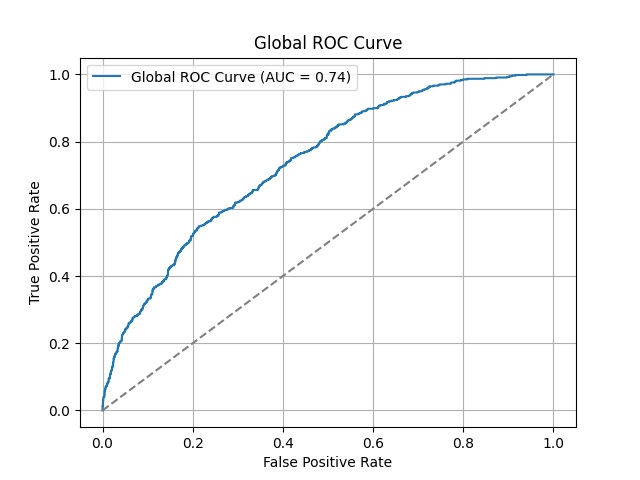 Global ROC Curve
Global ROC Curve (AUC = 0.74)
True Positive Rate
1.0
0.8
0.6
0.4
0.2
0.0
0.0 0.2 0.4 0.6 0.8 1.0
False Positive Rate